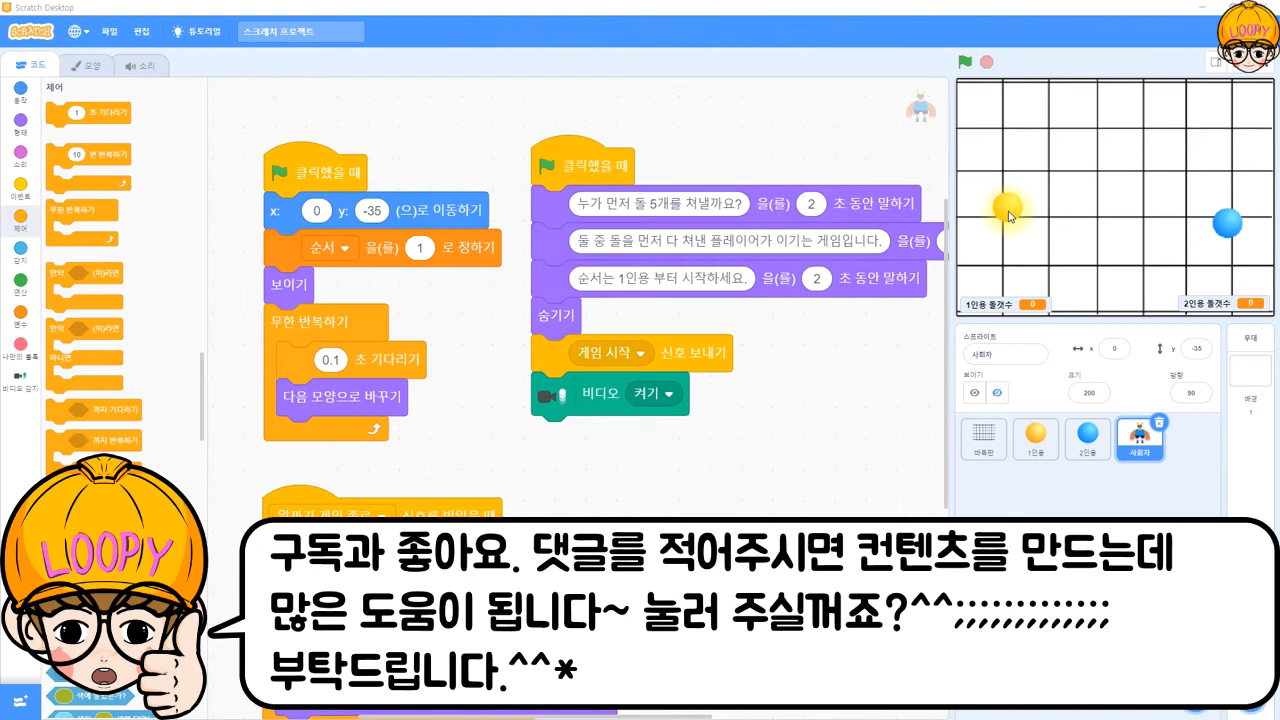 Scratch Desktop
SCRATCH
파일
편집
튜토리얼
스크래치 프로젝트
코드
모양
소리
동작
형태
소리
이벤트
제어
감지
연산
변수
나만의 블록
비디오 감지
제어
1 초 기다리기
10 번 반복하기
무한 반복하기
만약 (이)라면
만약 (이)라면
아니면
까지 기다리기
까지 반복하기
클릭했을 때
x: 0 y: -35 (으)로 이동하기
순서 을(를) 1 로 정하기
보이기
무한 반복하기
0.1 초 기다리기
다음 모양으로 바꾸기
클릭했을 때
누가 먼저 돌 5개를 쳐낼까요? 을(를) 2 초 동안 말하기
둘 중 돌을 먼저 다 쳐낸 플레이어가 이기는 게임입니다. 을(를)
순서는 1인용 부터 시작하세요. 을(를) 2 초 동안 말하기
숨기기
게임 시작 신호 보내기
비디오 켜기
알까기 게임 종료 신호를 받았을 때
1인용 돌갯수 0
2인용 돌갯수 0
스프라이트
사회자
x 0
y -35
보이기
크기
200
방향
90
바둑판
1인용
2인용
사회자
무대
배경
1
LOOPY
LOOPY
구독과 좋아요. 댓글를 적어주시면 컨텐츠를 만드는데
많은 도움이 됩니다~ 눌러 주실꺼죠?^^;;;;;;;;;;;;;
부탁드립니다.^^*